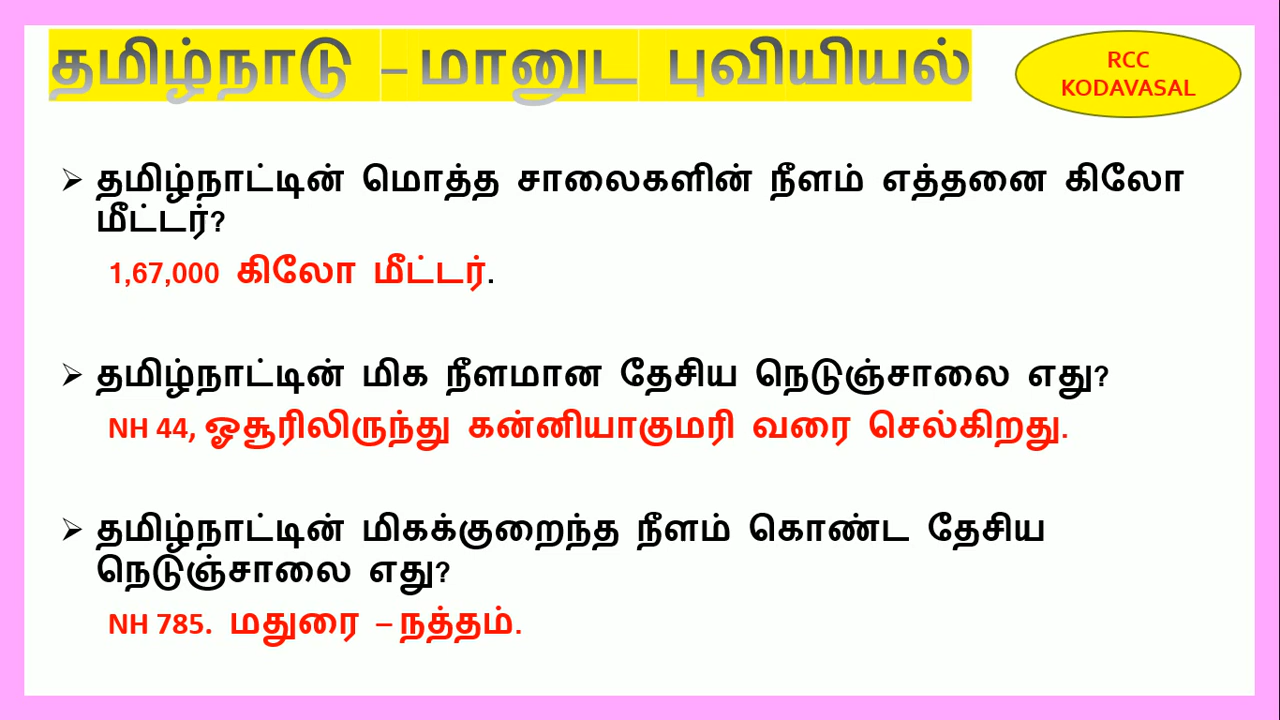 தமிழ்நாடு – மானுட புவியியல்
RCC
KODAVASAL
➢ தமிழ்நாட்டின் மொத்த சாலைகளின் நீளம் எத்தனை கிலோ
மீட்டர்?
1,67,000 கிலோ மீட்டர்.
➢ தமிழ்நாட்டின் மிக நீளமான தேசிய நெடுஞ்சாலை எது?
NH 44, ஓசூரிலிருந்து கன்னியாகுமரி வரை செல்கிறது.
➢ தமிழ்நாட்டின் மிகக்குறைந்த நீளம் கொண்ட தேசிய
நெடுஞ்சாலை எது?
NH 785. மதுரை – நத்தம்.